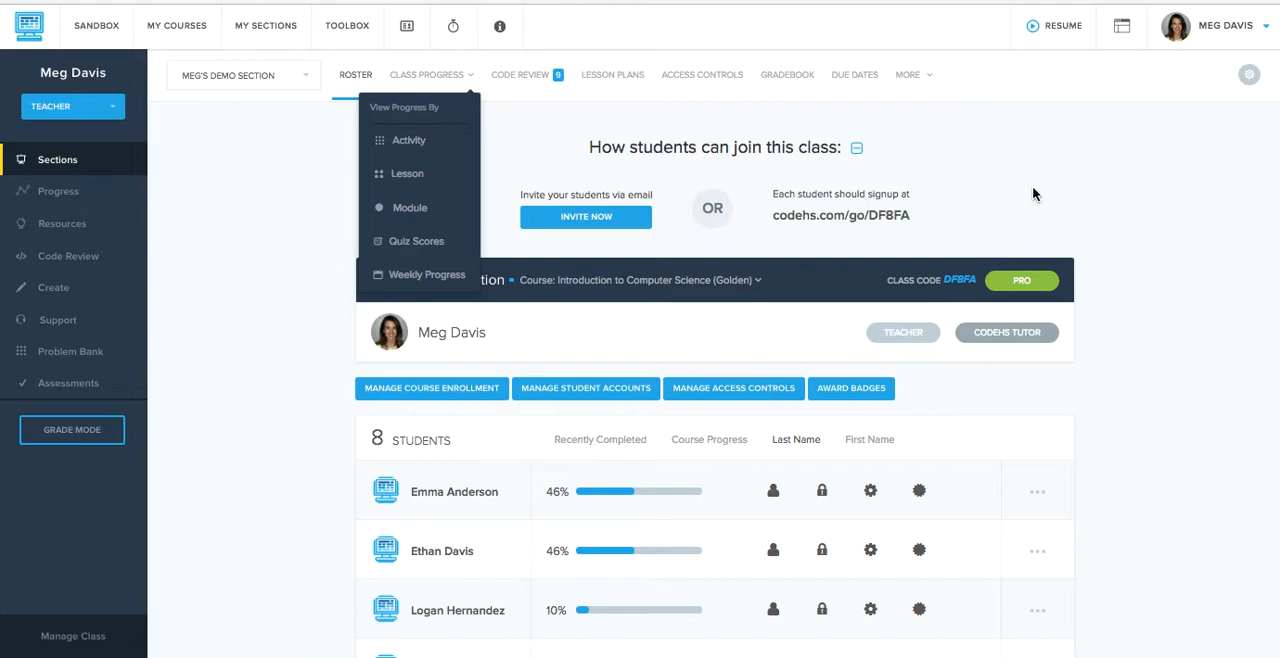 SANDBOX MY COURSES MY SECTIONS TOOLBOX RESUME MEG DAVIS
Meg Davis
TEACHER
Sections
Progress
Resources
Code Review
Create
Support
Problem Bank
Assessments
GRADE MODE
Manage Class
MEG'S DEMO SECTION ROSTER CLASS PROGRESS CODE REVIEW 9 LESSON PLANS ACCESS CONTROLS GRADEBOOK DUE DATES MORE
View Progress By
Activity
Lesson
Module
Quiz Scores
Weekly Progress
How students can join this class:
Invite your students via email
INVITE NOW
OR
Each student should signup at
codehs.com/go/DF8FA
tion Course: Introduction to Computer Science (Golden) CLASS CODE DF8FA PRO
Meg Davis TEACHER CODEHS TUTOR
MANAGE COURSE ENROLLMENT MANAGE STUDENT ACCOUNTS MANAGE ACCESS CONTROLS AWARD BADGES
8 STUDENTS Recently Completed Course Progress Last Name First Name
Emma Anderson 46%
Ethan Davis 46%
Logan Hernandez 10%